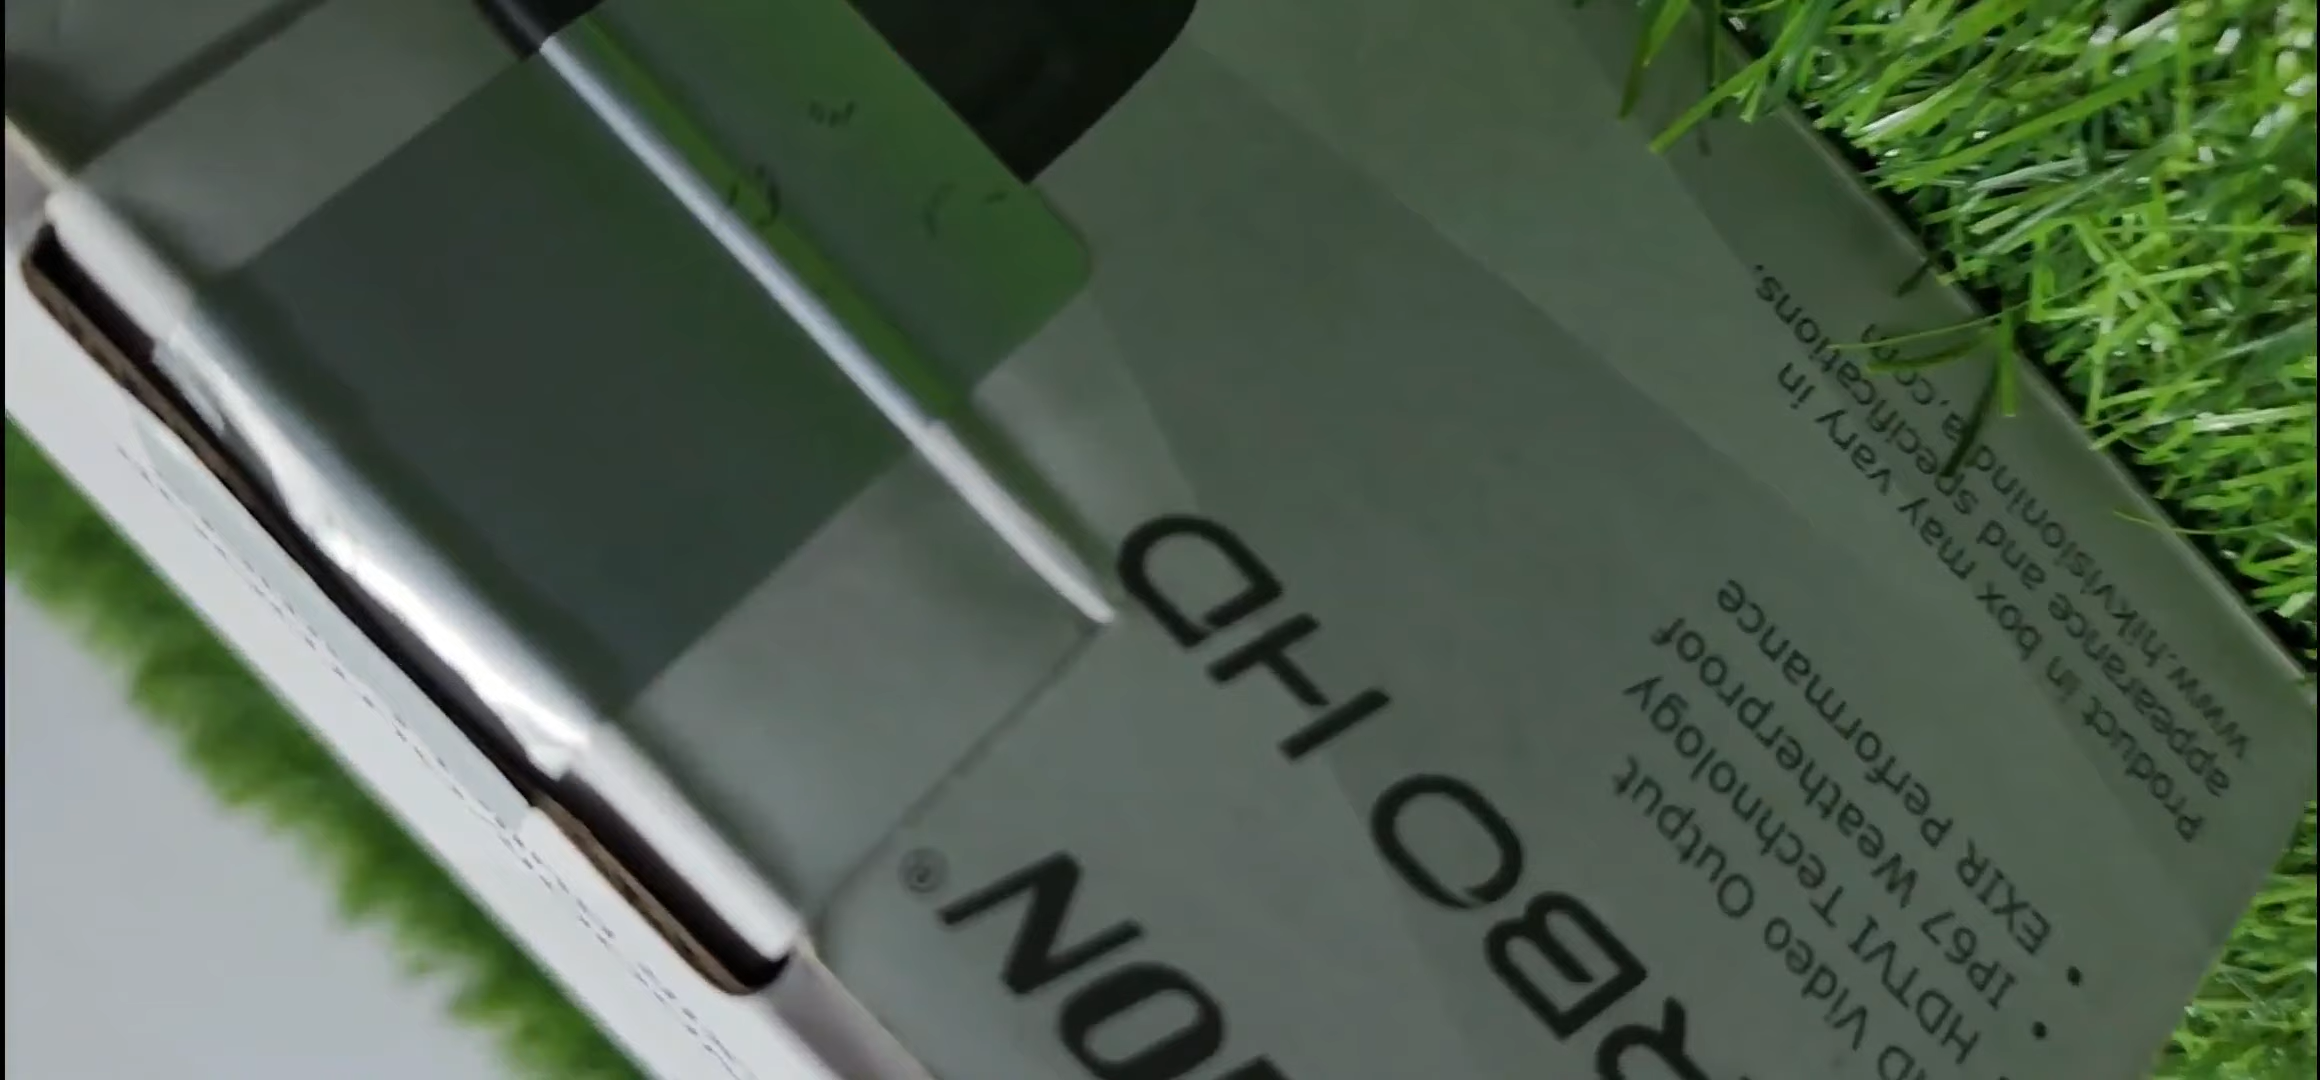 ION®
RBO HD
D Video Output
HDTVI Technology
• IP67 Weatherproof
• EXIR Performance
Product in box may vary in
appearance and specifications.
www.hikvisionindia.com